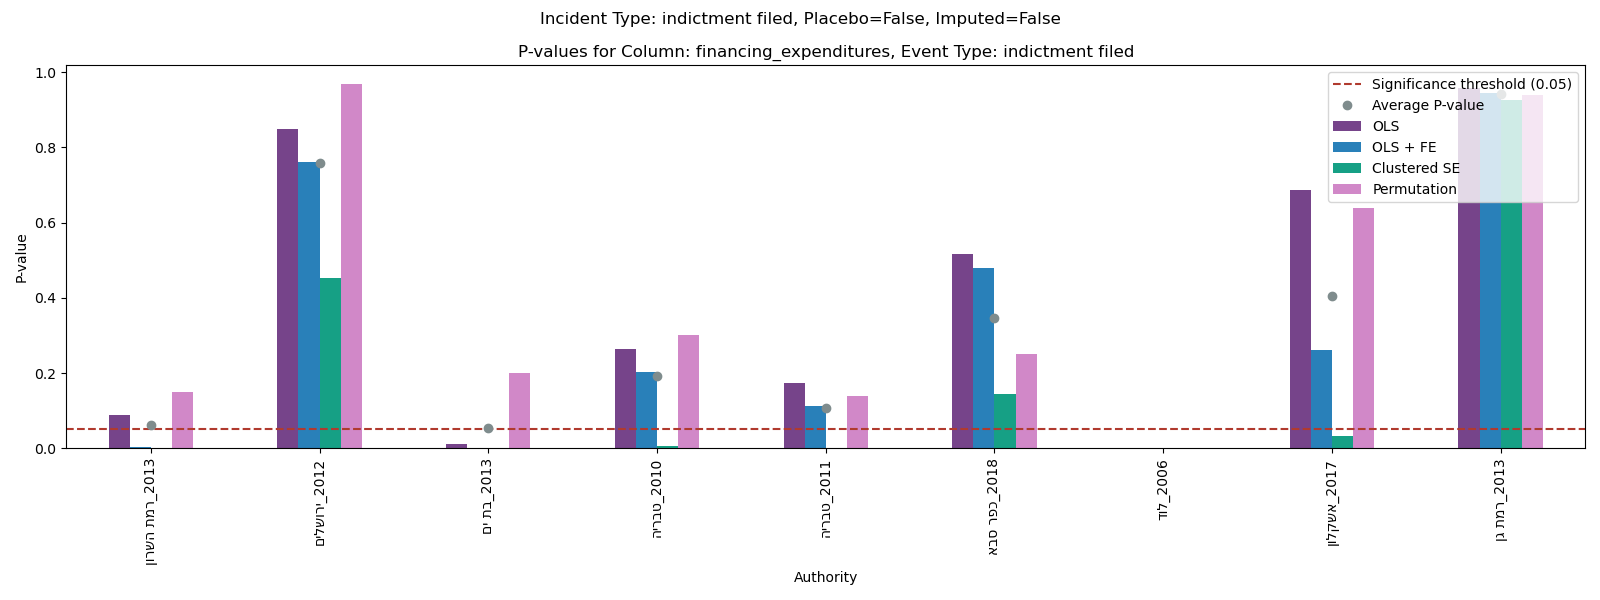 Incident Type: indictment filed, Placebo=False, Imputed=False
P-values for Column: financing_expenditures, Event Type: indictment filed
Significance threshold (0.05)
Average P-value
OLS
OLS + FE
Clustered SE
Permutation
P-value
1.0
0.8
0.6
0.4
0.2
0.0
רמת השרון_2013
ירושלים_2012
בת ים_2013
טבריה_2010
טבריה_2011
כפר סבא_2018
לוד_2006
אשקלון_2017
רמת גן_2013
Authority